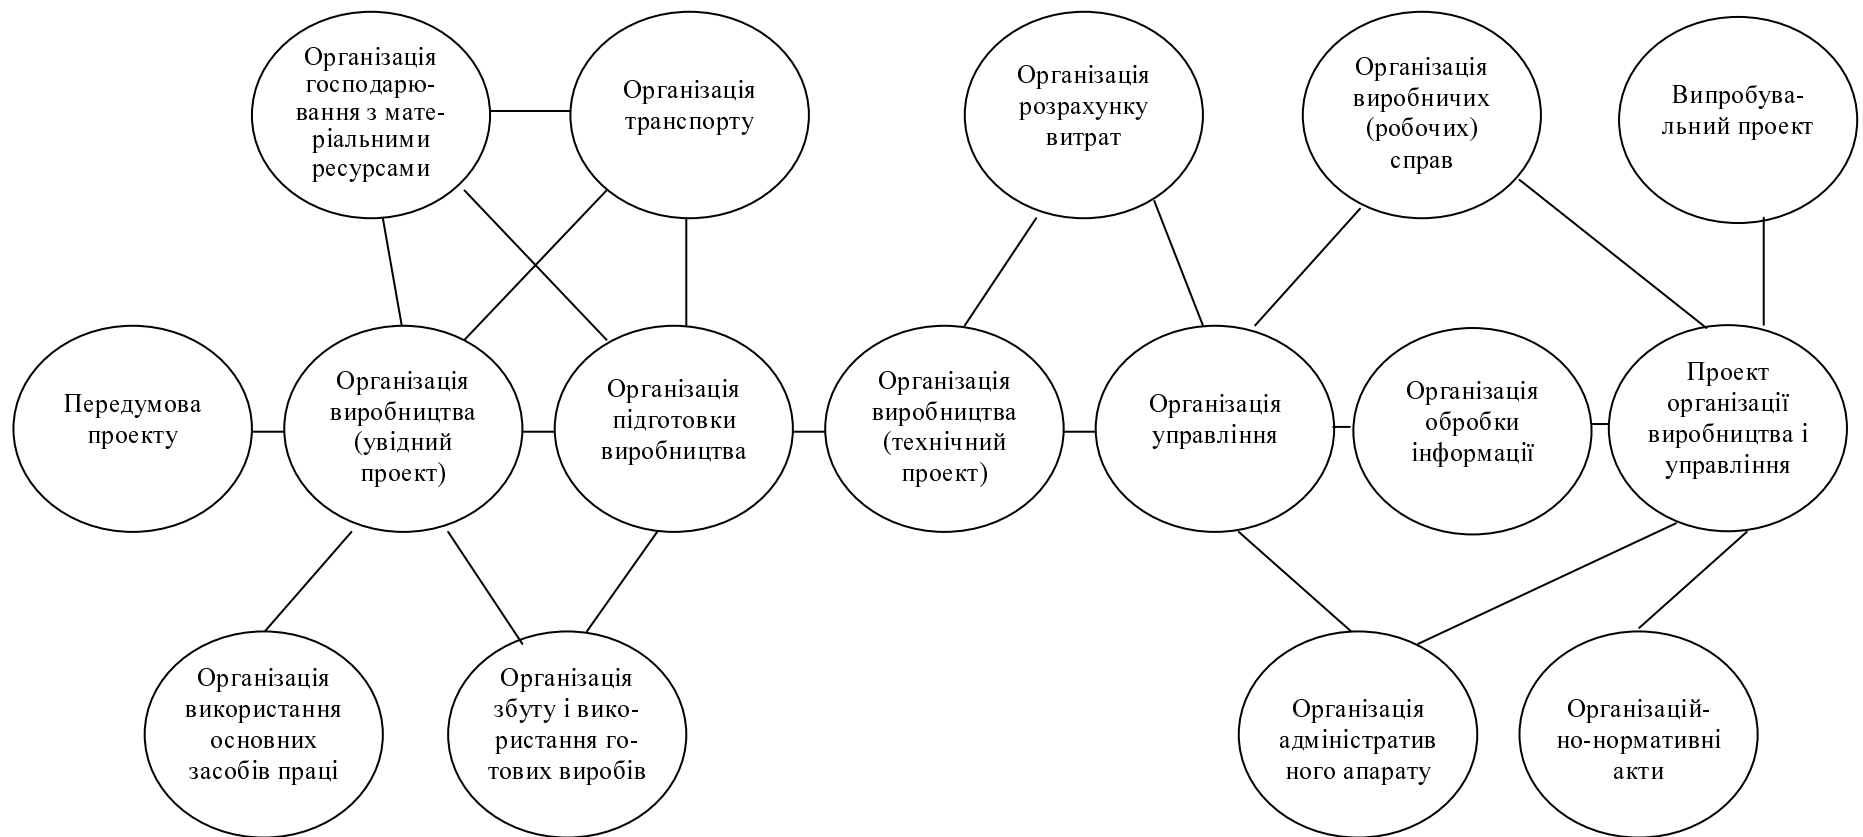 Організація
господарю-
вання з мате-
ріальними
ресурсами
Організація
транспорту
Організація
розрахунку
витрат
Організація
виробничих
(робочих)
справ
Випробува-
льний проект
Передумова
проекту
Організація
виробництва
(увідний
проект)
Організація
підготовки
виробництва
Організація
виробництва
(технічний
проект)
Організація
управління
Організація
обробки
інформації
Проект
організації
виробництва і
управління
Організація
використання
основних
засобів праці
Організація
збуту і вико-
ристання го-
тових виробів
Організація
адміністратив
ного апарату
Організацій-
но-нормативні
акти